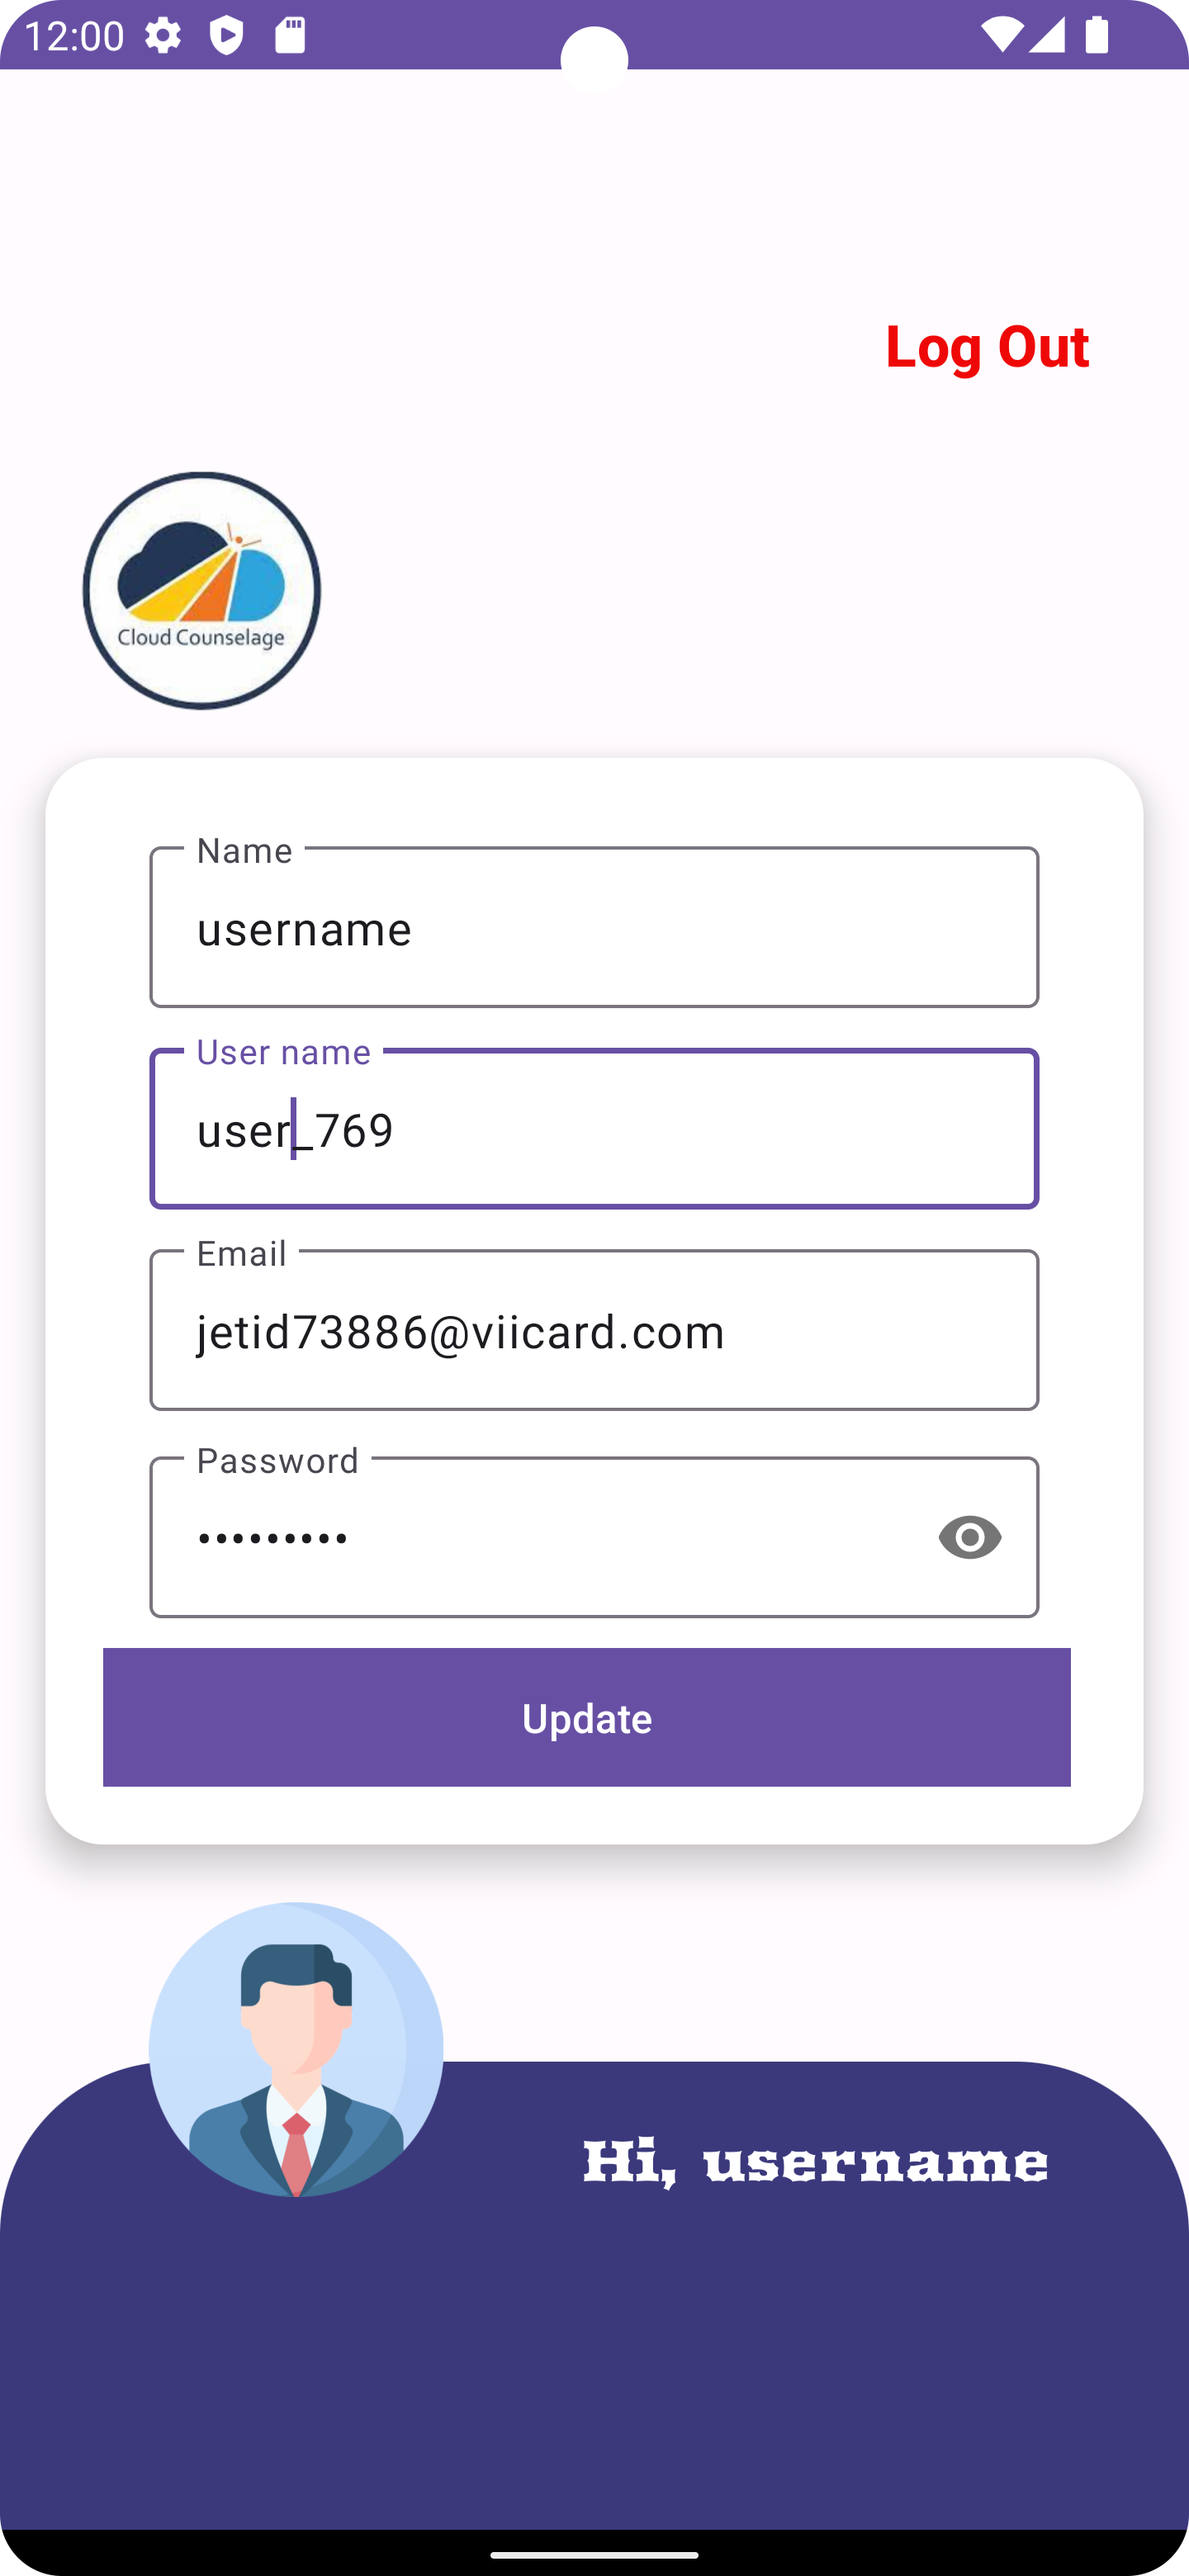 12:00
Log Out
Cloud Counselage
Name
username
User name
user_769
Email
jetid73886@viicard.com
Password
•••••••••
Update
Hi, username